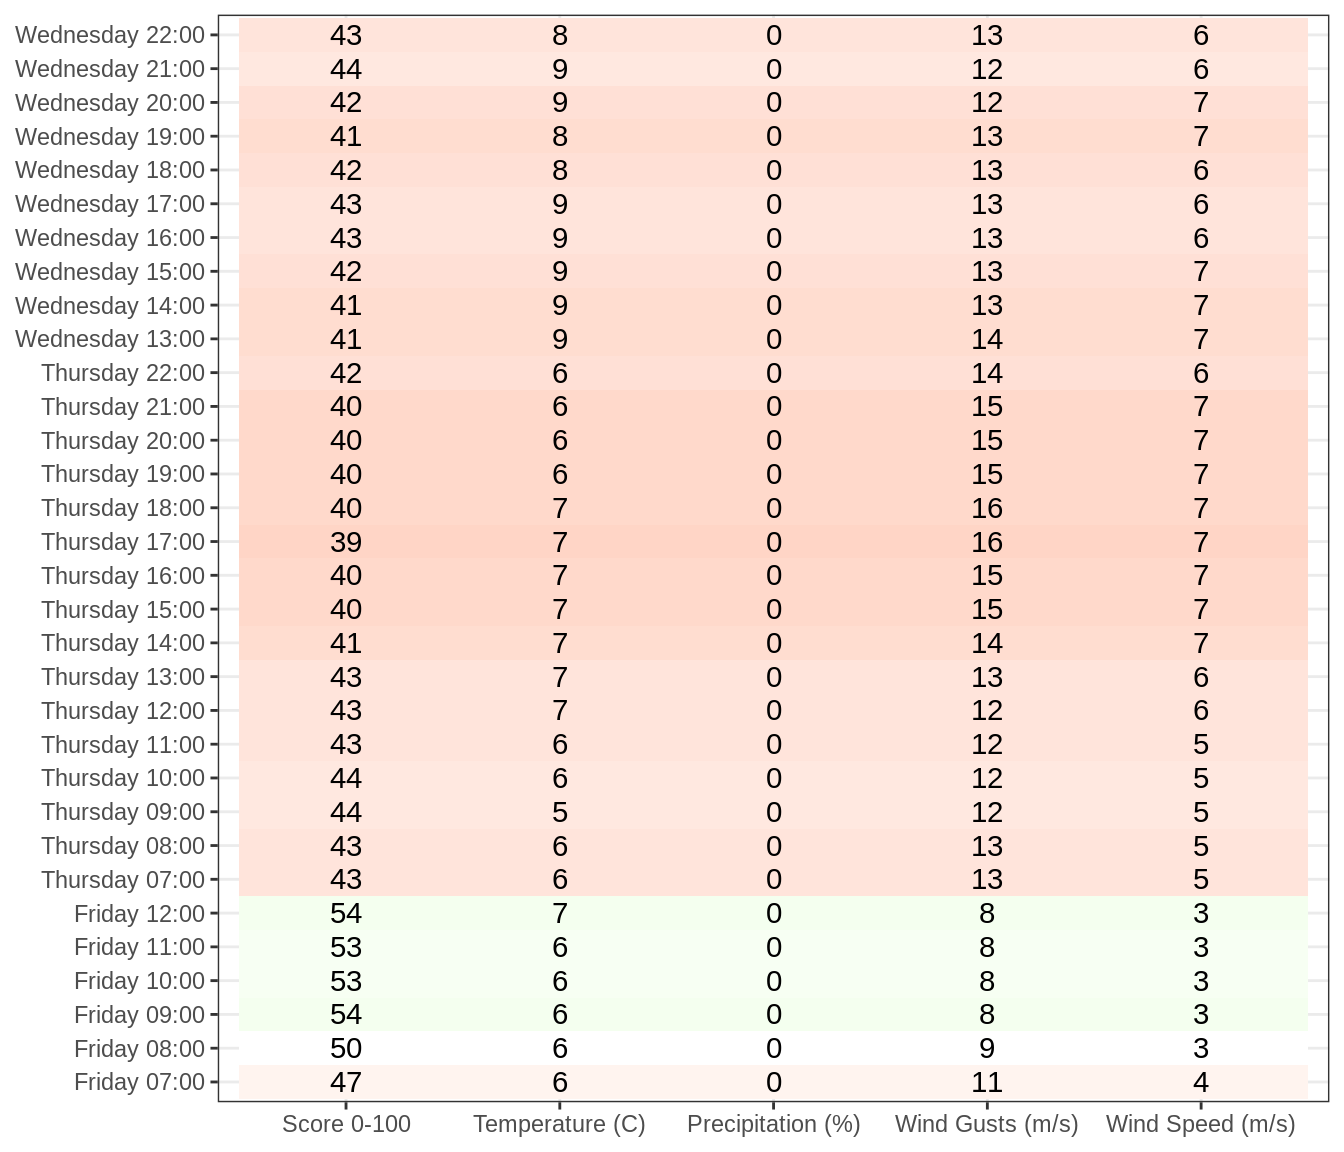 Wednesday 22:00 43 8 0 13 6
Wednesday 21:00 44 9 0 12 6
Wednesday 20:00 42 9 0 12 7
Wednesday 19:00 41 8 0 13 7
Wednesday 18:00 42 8 0 13 6
Wednesday 17:00 43 9 0 13 6
Wednesday 16:00 43 9 0 13 6
Wednesday 15:00 42 9 0 13 7
Wednesday 14:00 41 9 0 13 7
Wednesday 13:00 41 9 0 14 7
Thursday 22:00 42 6 0 14 6
Thursday 21:00 40 6 0 15 7
Thursday 20:00 40 6 0 15 7
Thursday 19:00 40 6 0 15 7
Thursday 18:00 40 7 0 16 7
Thursday 17:00 39 7 0 16 7
Thursday 16:00 40 7 0 15 7
Thursday 15:00 40 7 0 15 7
Thursday 14:00 41 7 0 14 7
Thursday 13:00 43 7 0 13 6
Thursday 12:00 43 7 0 12 6
Thursday 11:00 43 6 0 12 5
Thursday 10:00 44 6 0 12 5
Thursday 09:00 44 5 0 12 5
Thursday 08:00 43 6 0 13 5
Thursday 07:00 43 6 0 13 5
Friday 12:00 54 7 0 8 3
Friday 11:00 53 6 0 8 3
Friday 10:00 53 6 0 8 3
Friday 09:00 54 6 0 8 3
Friday 08:00 50 6 0 9 3
Friday 07:00 47 6 0 11 4
Score 0-100 Temperature (C) Precipitation (%) Wind Gusts (m/s) Wind Speed (m/s)